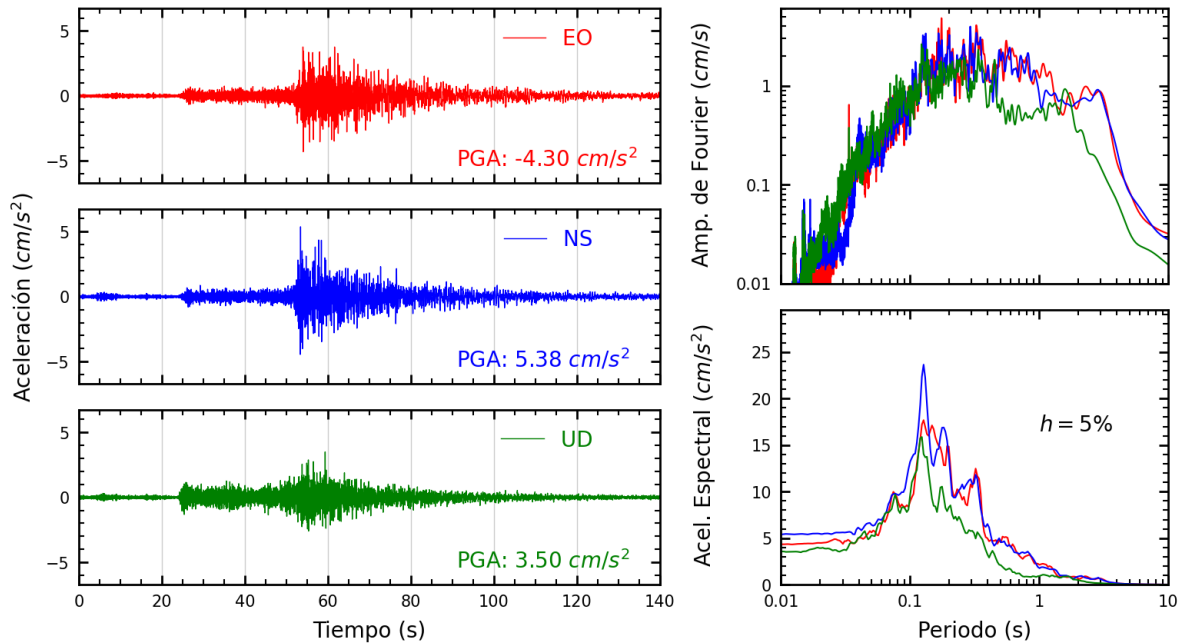 Aceleración (cm/s²)
5
0
−5
EO
PGA: -4.30 cm/s²
5
0
−5
NS
PGA: 5.38 cm/s²
5
0
−5
UD
PGA: 3.50 cm/s²
0 20 40 60 80 100 120 140
Tiempo (s)
Amp. de Fourier (cm/s)
1
0.1
0.01
Acel. Espectral (cm/s²)
25
20
15
10
5
0
h = 5%
0.01 0.1 1 10
Periodo (s)